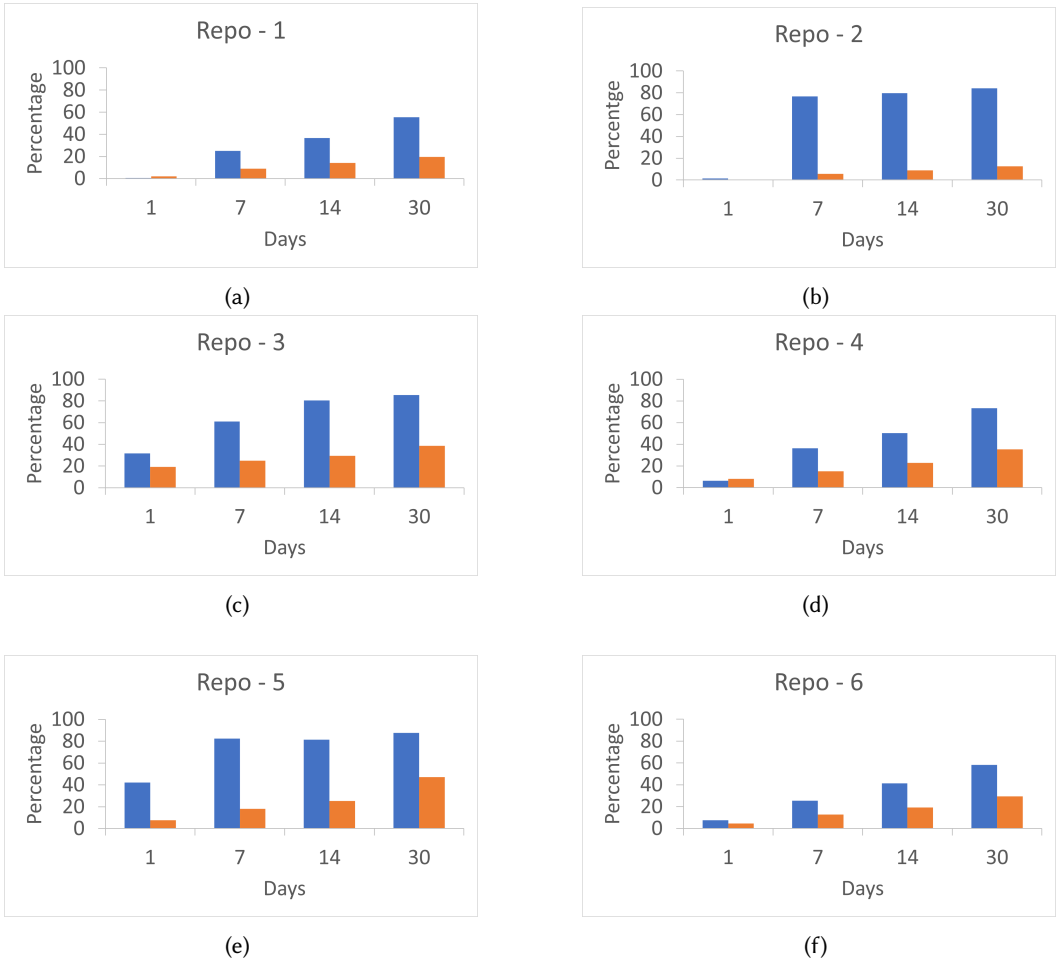 Repo - 1
Percentage
100
80
60
40
20
0
1 7 14 30
Days
(a)
Repo - 2
Percentge
100
80
60
40
20
0
1 7 14 30
Days
(b)
Repo - 3
Percentage
100
80
60
40
20
0
1 7 14 30
Days
(c)
Repo - 4
Percentage
100
80
60
40
20
0
1 7 14 30
Days
(d)
Repo - 5
Percentage
100
80
60
40
20
0
1 7 14 30
Days
(e)
Repo - 6
Percentage
100
80
60
40
20
0
1 7 14 30
Days
(f)